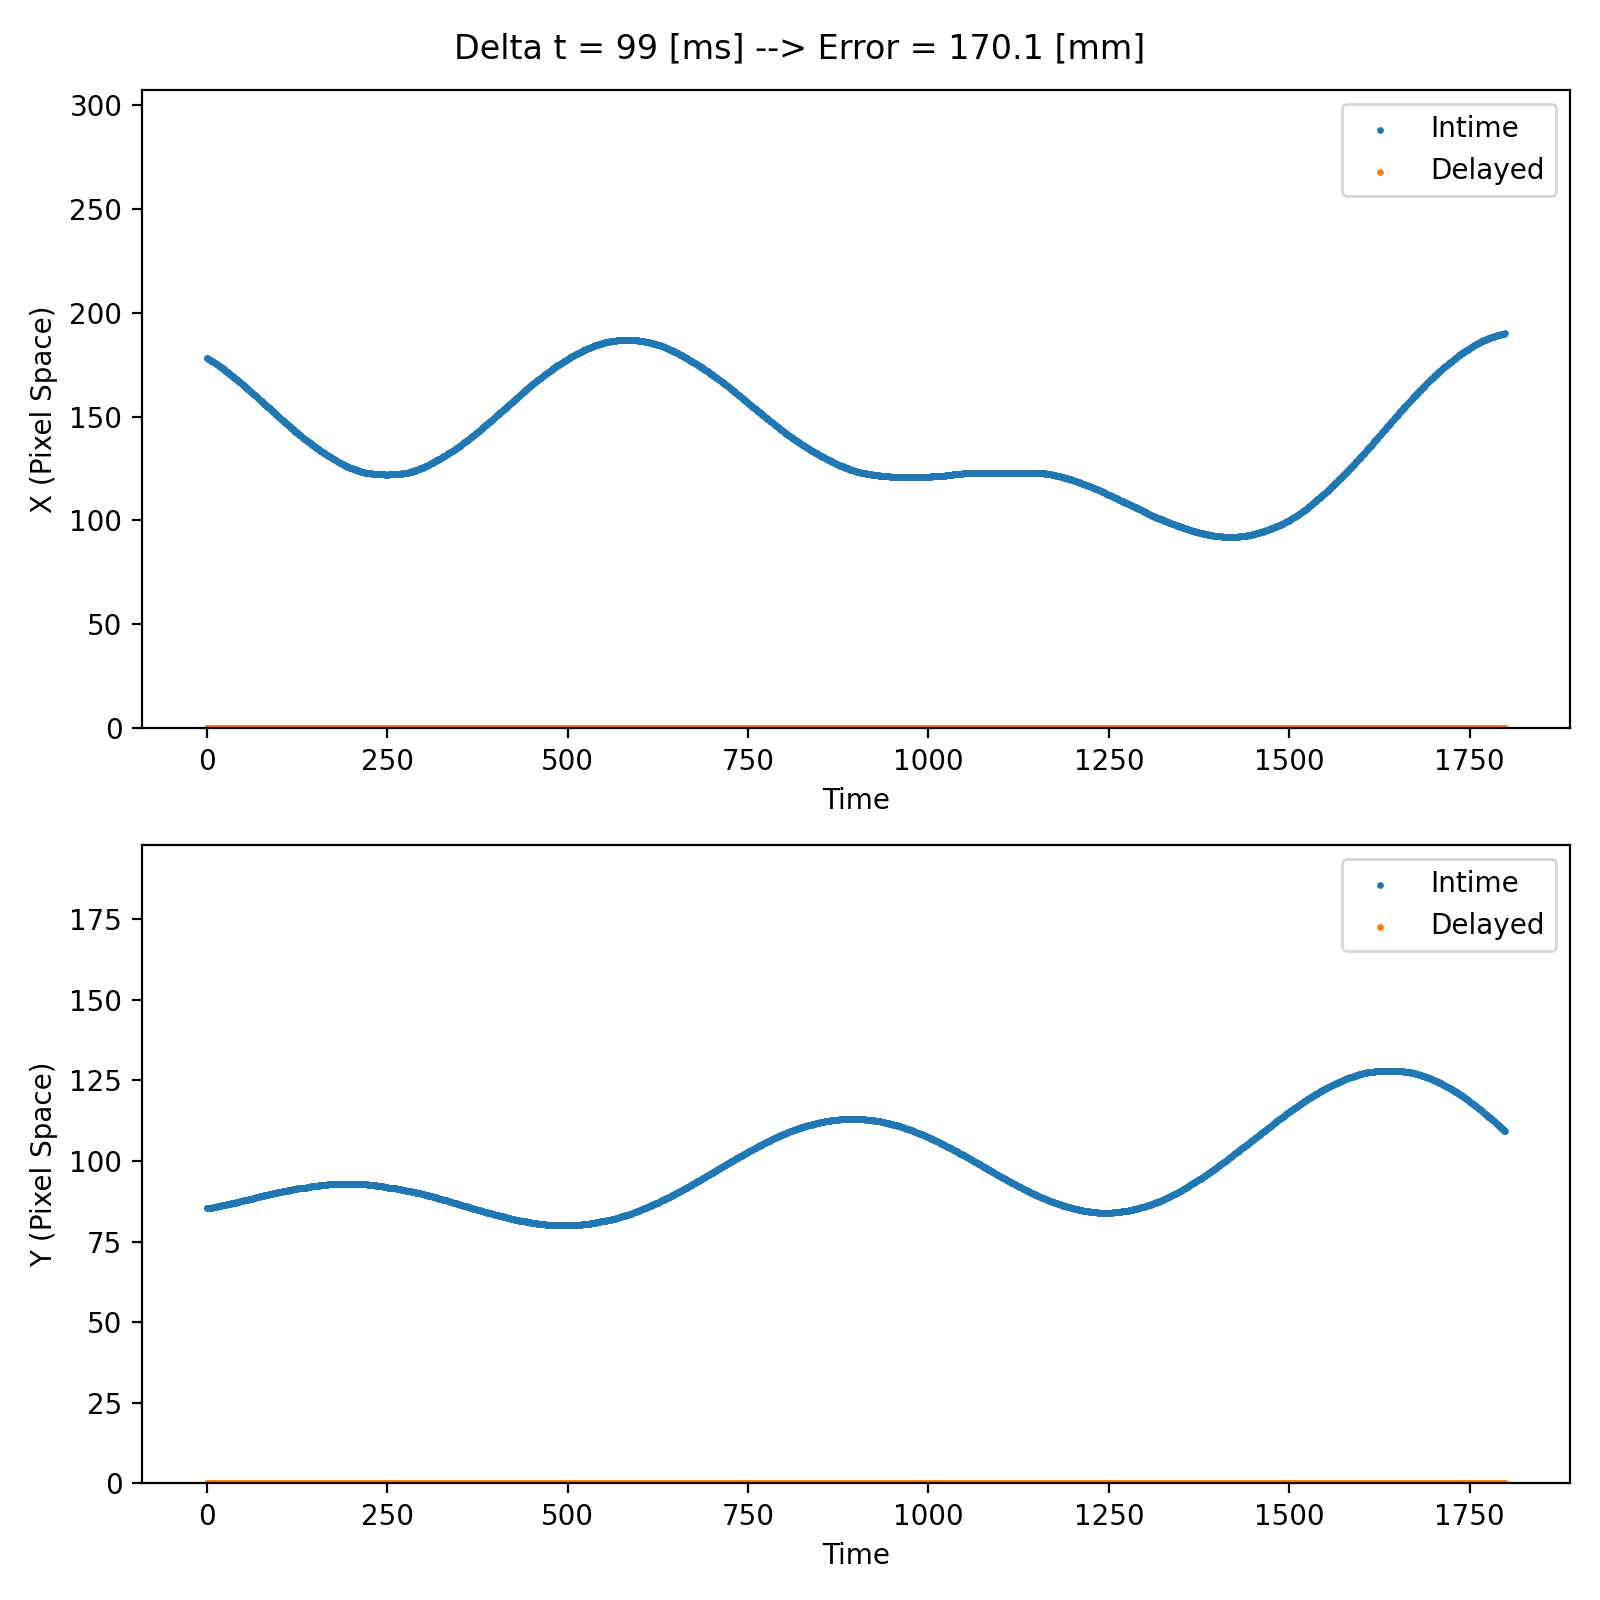 Delta t = 99 [ms] --> Error = 170.1 [mm]
300
250
200
150
100
50
0
X (Pixel Space)
Intime
Delayed
0 250 500 750 1000 1250 1500 1750
Time
175
150
125
100
75
50
25
0
Y (Pixel Space)
Intime
Delayed
0 250 500 750 1000 1250 1500 1750
Time